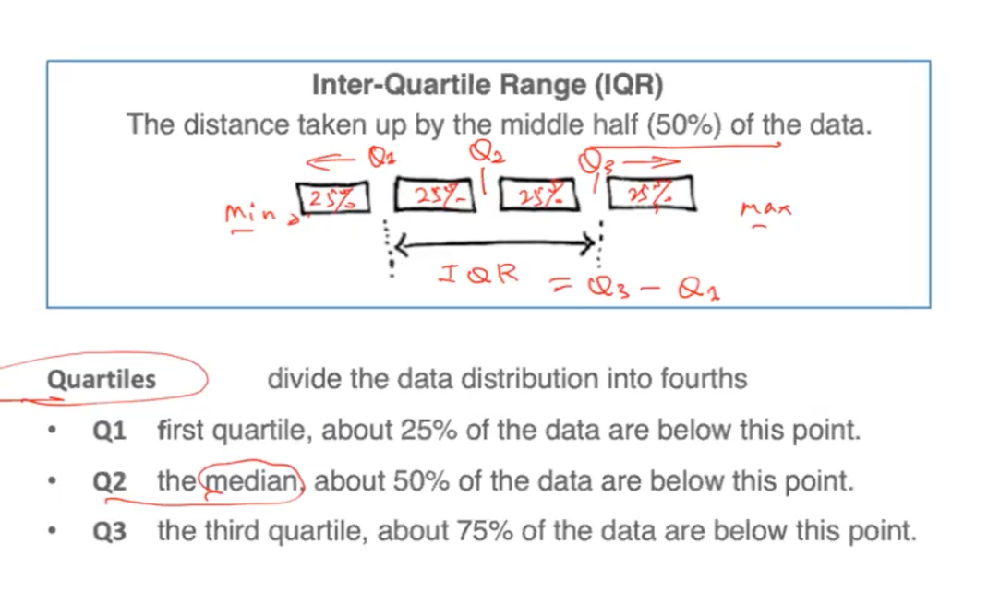 Inter-Quartile Range (IQR)
The distance taken up by the middle half (50%) of the data.
Q1 Q2 Q3
Min 25% 25% 25% 25% max
IQR = Q3 - Q1
Quartiles divide the data distribution into fourths
• Q1 first quartile, about 25% of the data are below this point.
• Q2 the median, about 50% of the data are below this point.
• Q3 the third quartile, about 75% of the data are below this point.